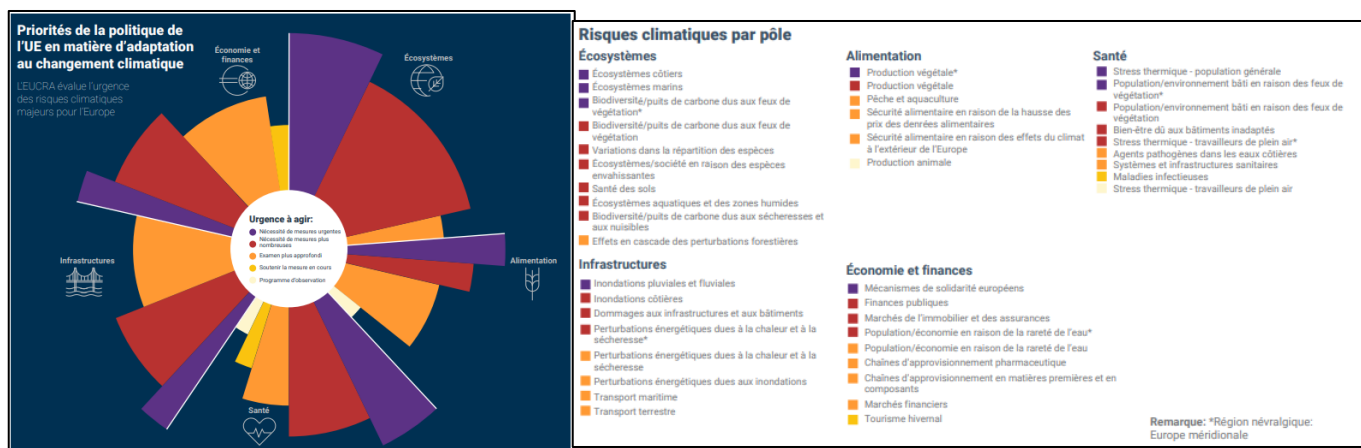 Priorités de la politique de
l'UE en matière d'adaptation
au changement climatique
L'EUCRA évalue l'urgence
des risques climatiques
majeurs pour l'Europe
Économie et
finances
Écosystèmes
Infrastructures
Alimentation
Santé
Urgence à agir:
Nécessité de mesures urgentes
Nécessité de mesures plus
nombreuses
Examen plus approfondi
Soutenir la mesure en cours
Programme d'observation
Risques climatiques par pôle
Écosystèmes
Écosystèmes côtiers
Écosystèmes marins
Biodiversité/puits de carbone dus aux feux de
végétation*
Biodiversité/puits de carbone dus aux feux de
végétation
Variations dans la répartition des espèces
Écosystèmes/société en raison des espèces
envahissantes
Santé des sols
Écosystèmes aquatiques et des zones humides
Biodiversité/puits de carbone dus aux sécheresses et
aux nuisibles
Effets en cascade des perturbations forestières
Alimentation
Production végétale*
Production végétale
Pêche et aquaculture
Sécurité alimentaire en raison de la hausse des
prix des denrées alimentaires
Sécurité alimentaire en raison des effets du climat
à l'extérieur de l'Europe
Production animale
Santé
Stress thermique - population générale
Population/environnement bâti en raison des feux de
végétation*
Population/environnement bâti en raison des feux de
végétation
Bien-être dû aux bâtiments inadaptés
Stress thermique - travailleurs de plein air*
Agents pathogènes dans les eaux côtières
Systèmes et infrastructures sanitaires
Maladies infectieuses
Stress thermique - travailleurs de plein air
Infrastructures
Inondations pluviales et fluviales
Inondations côtières
Dommages aux infrastructures et aux bâtiments
Perturbations énergétiques dues à la chaleur et à la
sécheresse*
Perturbations énergétiques dues à la chaleur et à la
sécheresse
Perturbations énergétiques dues aux inondations
Transport maritime
Transport terrestre
Économie et finances
Mécanismes de solidarité européens
Finances publiques
Marchés de l'immobilier et des assurances
Population/économie en raison de la rareté de l'eau*
Population/économie en raison de la rareté de l'eau
Chaînes d'approvisionnement pharmaceutique
Chaînes d'approvisionnement en matières premières et en
composants
Marchés financiers
Tourisme hivernal
Remarque: *Région névralgique:
Europe méridionale